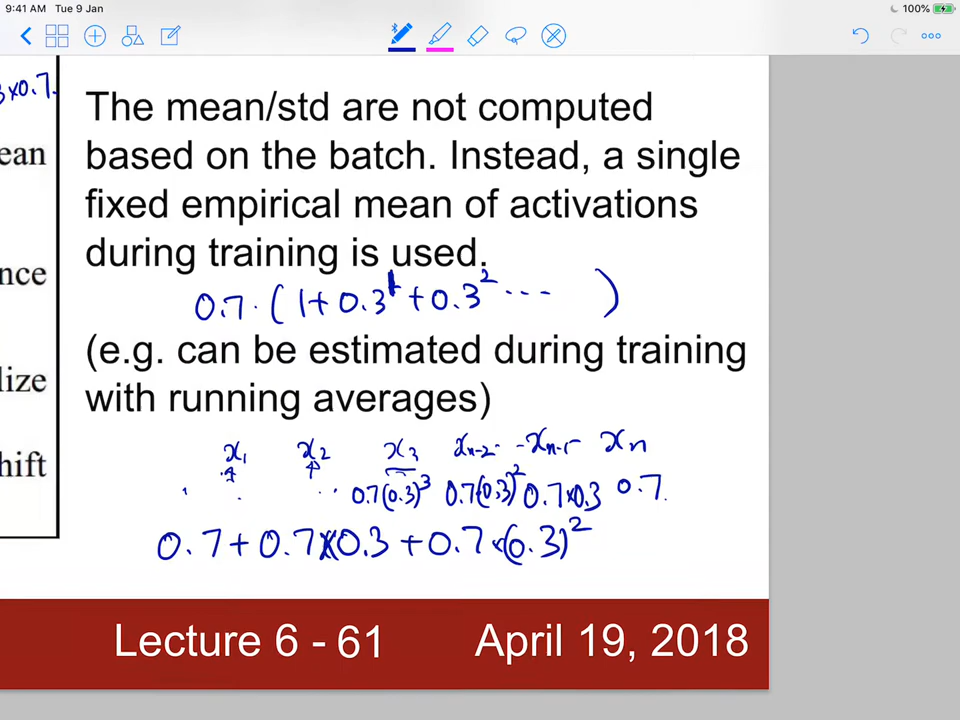 9:41 AM Tue 9 Jan 100%
3×0.7.
The mean/std are not computed
ean
based on the batch. Instead, a single
fixed empirical mean of activations
nce
during training is used.
0.7·(1+0.3¹+0.3²··· )
(e.g. can be estimated during training
lize
with running averages)
x₁ x₂ x₃ xₙ₋₂ xₙ₋₁ xₙ
hift
0.7(0.3)³ 0.7(0.3)² 0.7×0.3 0.7
0.7+0.7×0.3+0.7×(0.3)²
Lecture 6 - 61 April 19, 2018